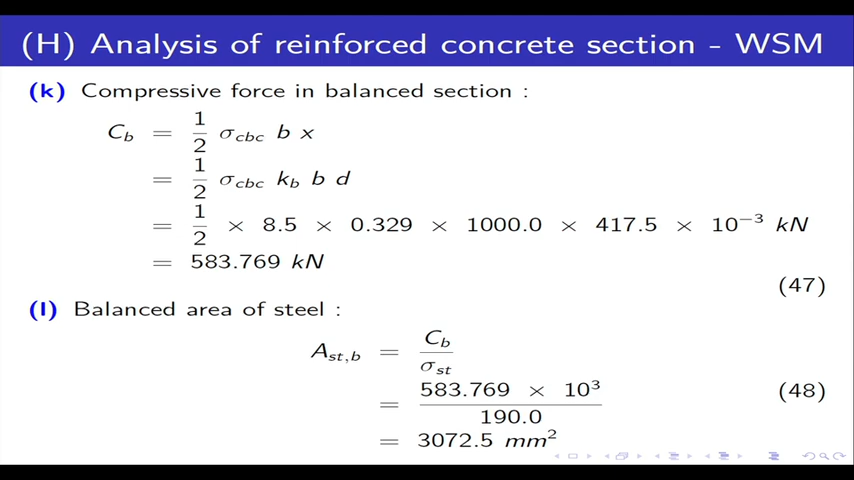 (H) Analysis of reinforced concrete section - WSM
(k) Compressive force in balanced section :
C_b = 1/2 σ_cbc b x
= 1/2 σ_cbc k_b b d
= 1/2 × 8.5 × 0.329 × 1000.0 × 417.5 × 10^−3 kN
= 583.769 kN
(47)
(l) Balanced area of steel :
A_st,b = C_b / σ_st
= 583.769 × 10^3 / 190.0
(48)
= 3072.5 mm^2